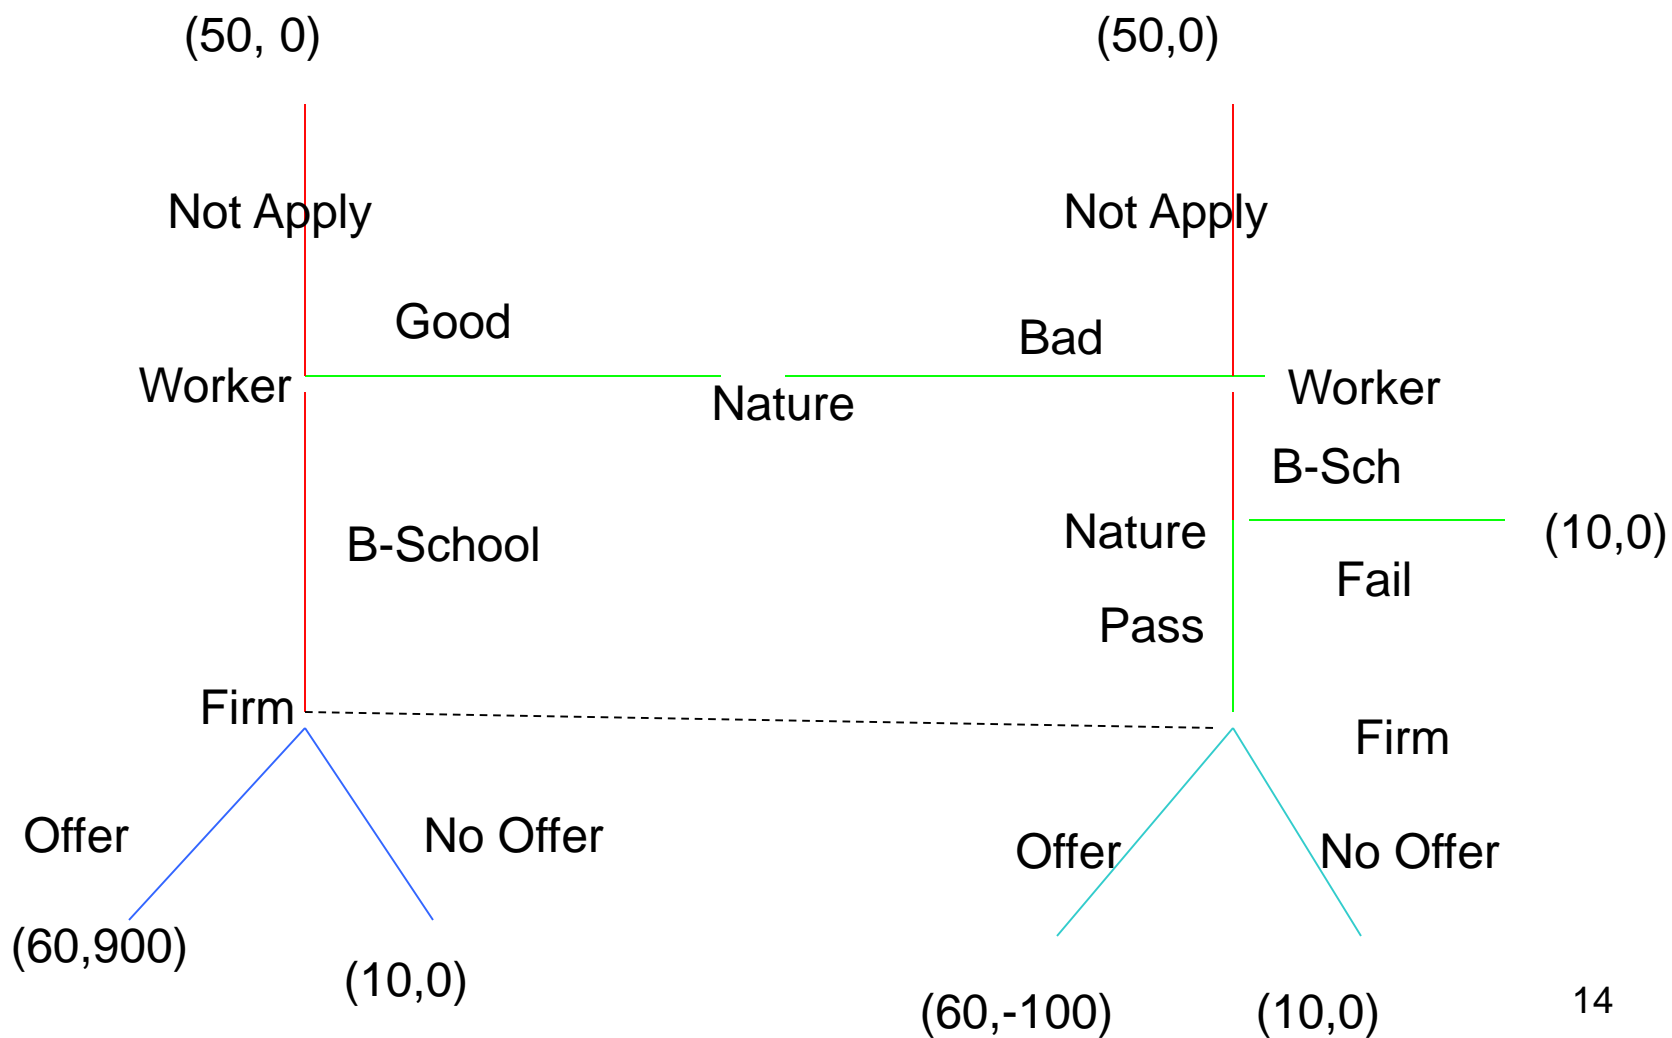 (50, 0)
(50,0)
Not Apply
Not Apply
Good
Bad
Worker
Nature
Worker
B-Sch
Nature
(10,0)
B-School
Fail
Pass
Firm
Firm
Offer
No Offer
Offer
No Offer
(60,900)
(10,0)
(60,-100)
(10,0)
14